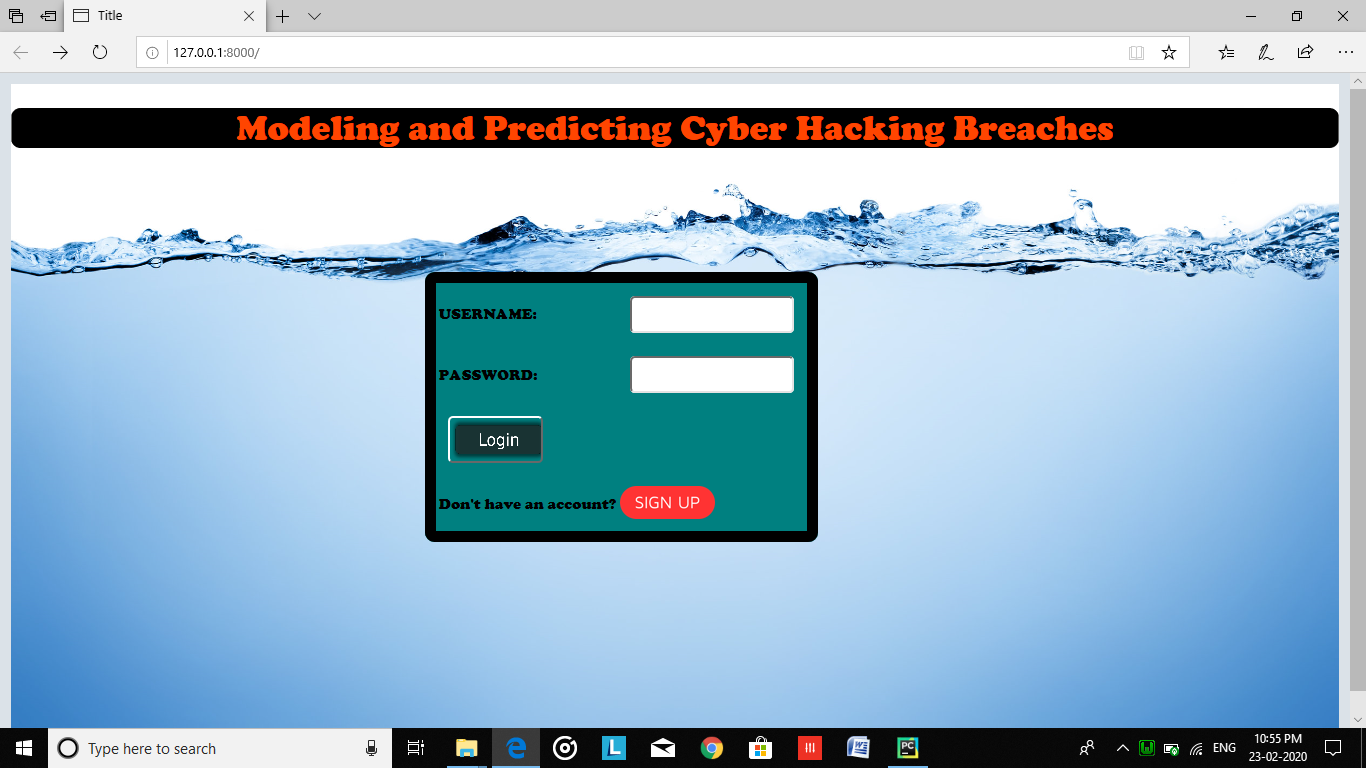 Title
127.0.0.1:8000/
Modeling and Predicting Cyber Hacking Breaches
USERNAME:
PASSWORD:
Login
Don't have an account? SIGN UP
Type here to search
L
W
PC
ENG
10:55 PM
23-02-2020